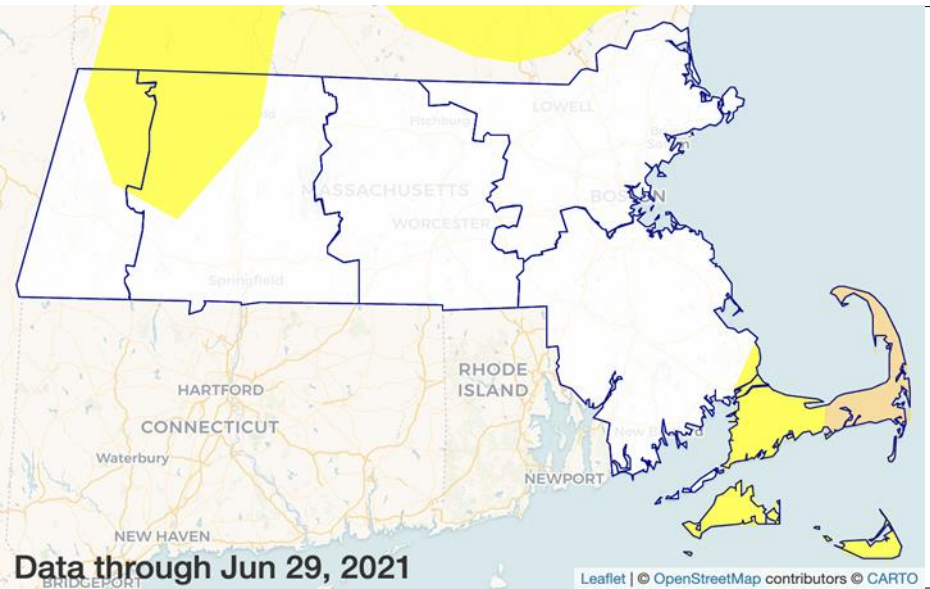 LOWELL
Fitchburg
MASSACHUSETTS
BOSTON
WORCESTER
Springfield
RHODE
ISLAND
HARTFORD
CONNECTICUT
Waterbury
NEWPORT
NEW HAVEN
Data through Jun 29, 2021
BRIDGEPORT
Leaflet | © OpenStreetMap contributors © CARTO